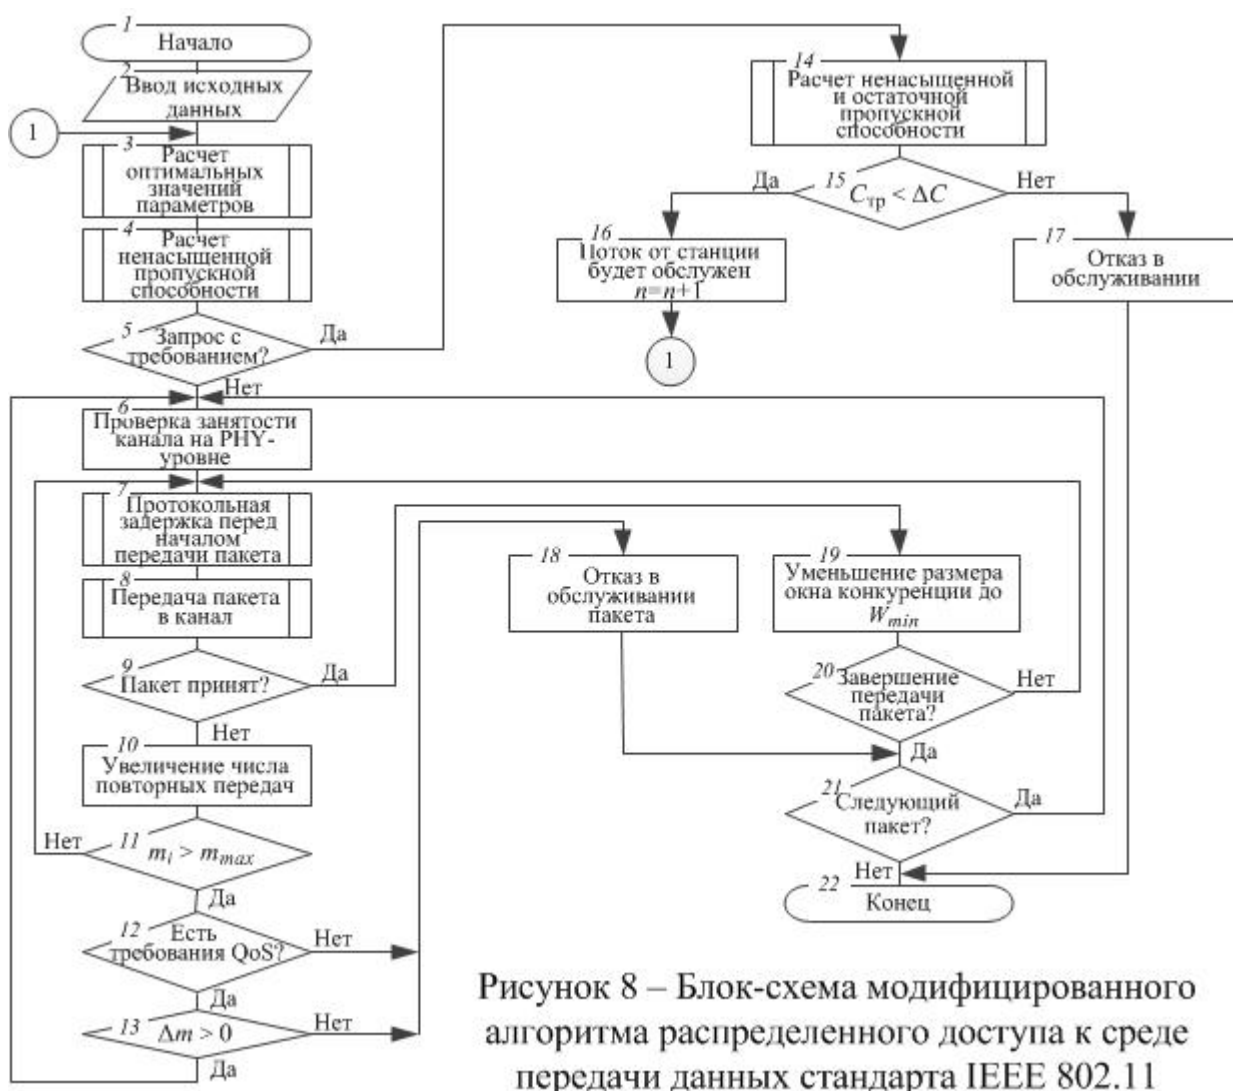 1
Начало
2
Ввод исходных
данных
1
3
Расчет
оптимальных
значений
параметров
4
Расчет
ненасыщенной
пропускной
способности
5
Запрос с
требованием?
Да
Нет
6
Проверка занятости
канала на PHY-
уровне
7
Протокольная
задержка перед
началом
передачи пакета
8
Передача пакета
в канал
9
Пакет принят?
Да
Нет
10
Увеличение числа
повторных передач
11
mi > mmax
Нет
Да
12
Есть
требования QoS?
Нет
Да
13
Δm > 0
Нет
Да
14
Расчет ненасыщенной
и остаточной
пропускной
способности
15
Cтр < ΔC
Да
Нет
16
Поток от станции
будет обслужен
n=n+1
1
17
Отказ в
обслуживании
18
Отказ в
обслуживании
пакета
19
Уменьшение размера
окна конкуренции до
Wmin
20
Завершение
передачи
пакета?
Нет
Да
21
Следующий
пакет?
Да
Нет
22
Конец
Рисунок 8 – Блок-схема модифицированного
алгоритма распределенного доступа к среде
передачи данных стандарта IEEE 802.11